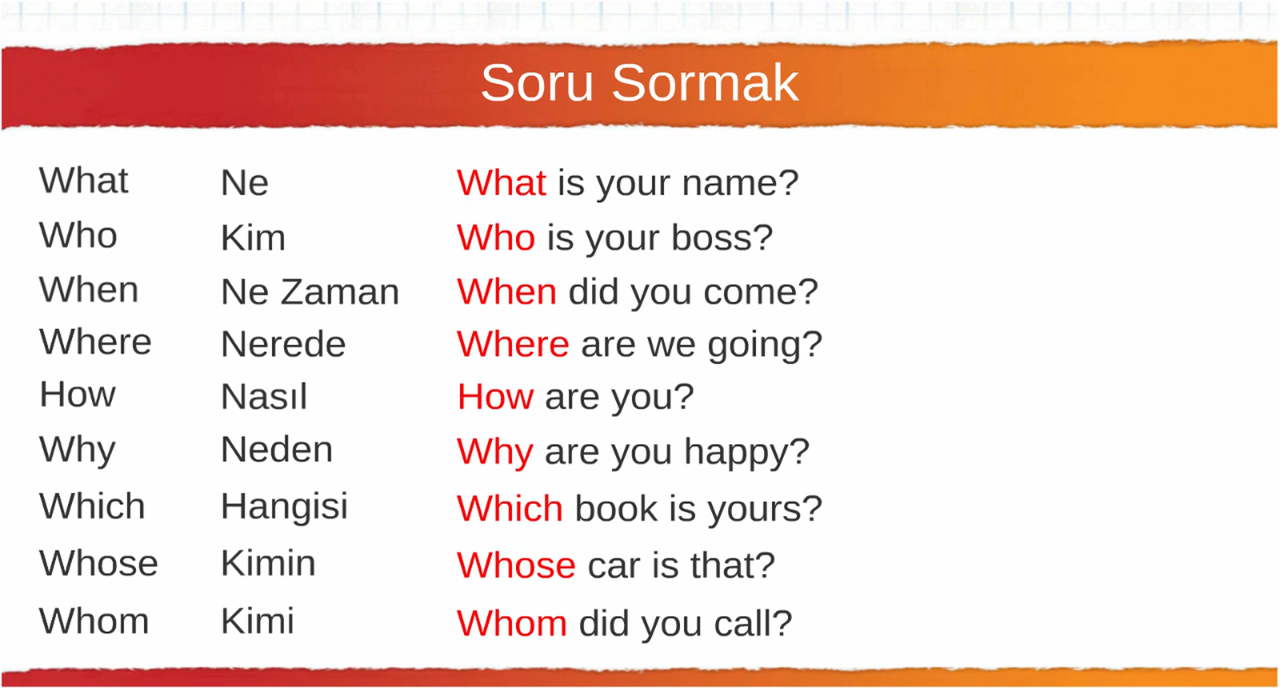 Soru Sormak
What Ne What is your name?
Who Kim Who is your boss?
When Ne Zaman When did you come?
Where Nerede Where are we going?
How Nasıl How are you?
Why Neden Why are you happy?
Which Hangisi Which book is yours?
Whose Kimin Whose car is that?
Whom Kimi Whom did you call?